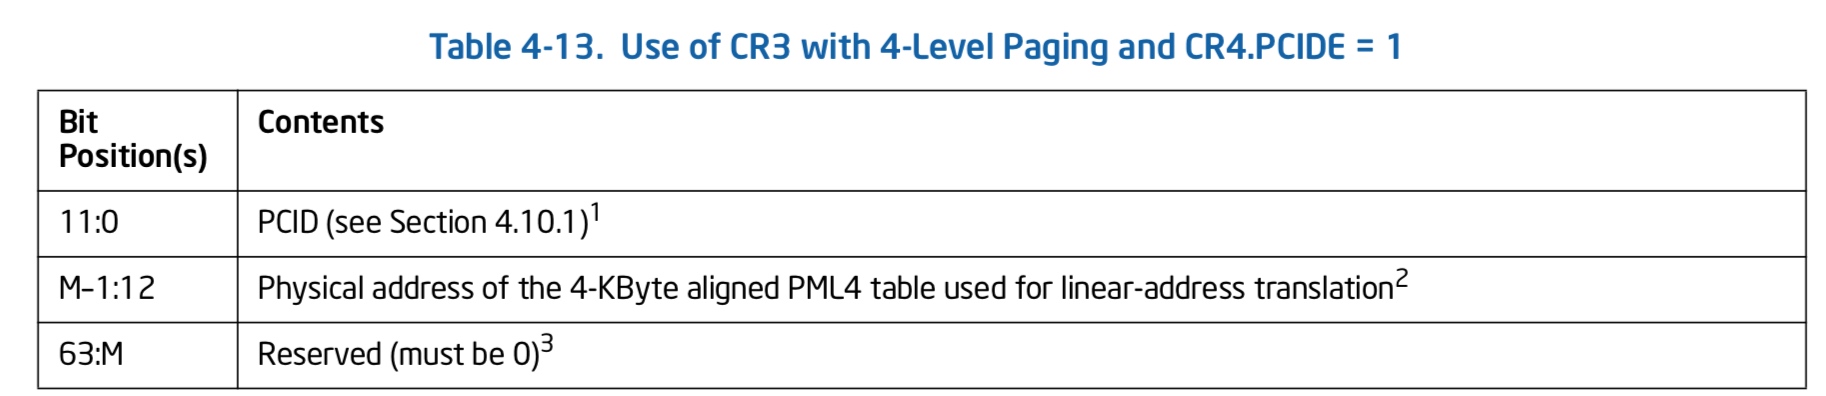 Table 4-13. Use of CR3 with 4-Level Paging and CR4.PCIDE = 1
Bit Position(s) Contents
11:0 PCID (see Section 4.10.1)1
M–1:12 Physical address of the 4-KByte aligned PML4 table used for linear-address translation2
63:M Reserved (must be 0)3